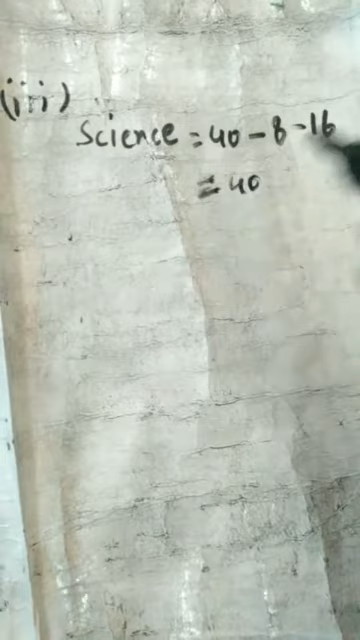 (iii)
Science = 40 - 8 - 16
= 40